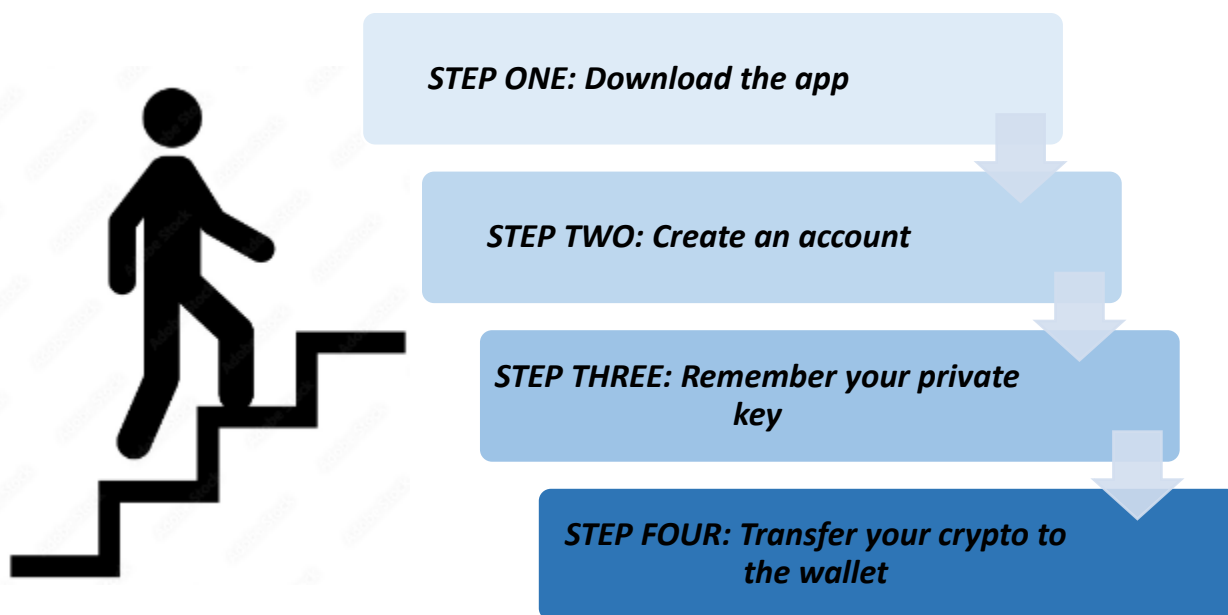 STEP ONE: Download the app
STEP TWO: Create an account
STEP THREE: Remember your private
key
STEP FOUR: Transfer your crypto to
the wallet